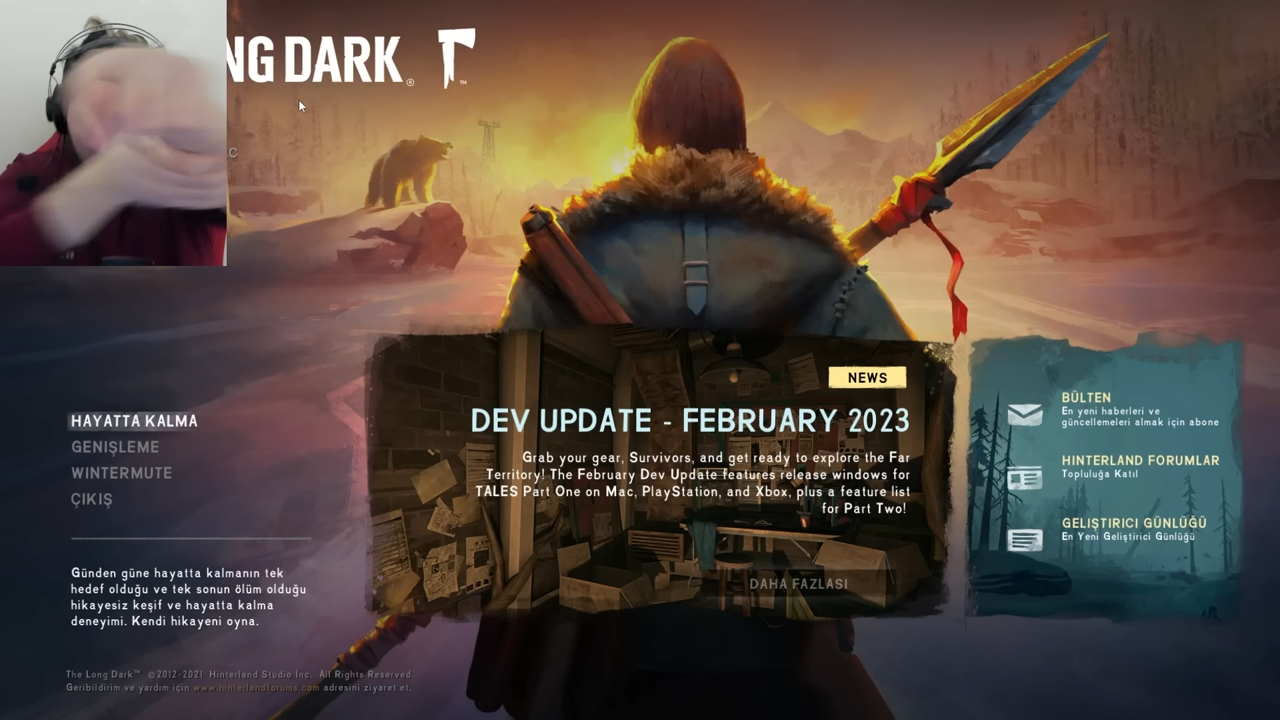 NG DARK®
™
C
HAYATTA KALMA
GENİŞLEME
WINTERMUTE
ÇIKIŞ
Günden güne hayatta kalmanın tek
hedef olduğu ve tek sonun ölüm olduğu
hikayesiz keşif ve hayatta kalma
deneyimi. Kendi hikayeni oyna.
The Long Dark™ ©2012-2021 Hinterland Studio Inc. All Rights Reserved
Geribildirim ve yardım için www.hinterlandforums.com adresini ziyaret et.
NEWS
DEV UPDATE - FEBRUARY 2023
Grab your gear, Survivors, and get ready to explore the Far
Territory! The February Dev Update features release windows for
TALES Part One on Mac, PlayStation, and Xbox, plus a feature list
for Part Two!
DAHA FAZLASI
BÜLTEN
En yeni haberleri ve
güncellemeleri almak için abone
HINTERLAND FORUMLAR
Topluluğa Katıl
GELIŞTIRICI GÜNLÜĞÜ
En Yeni Geliştirici Günlüğü